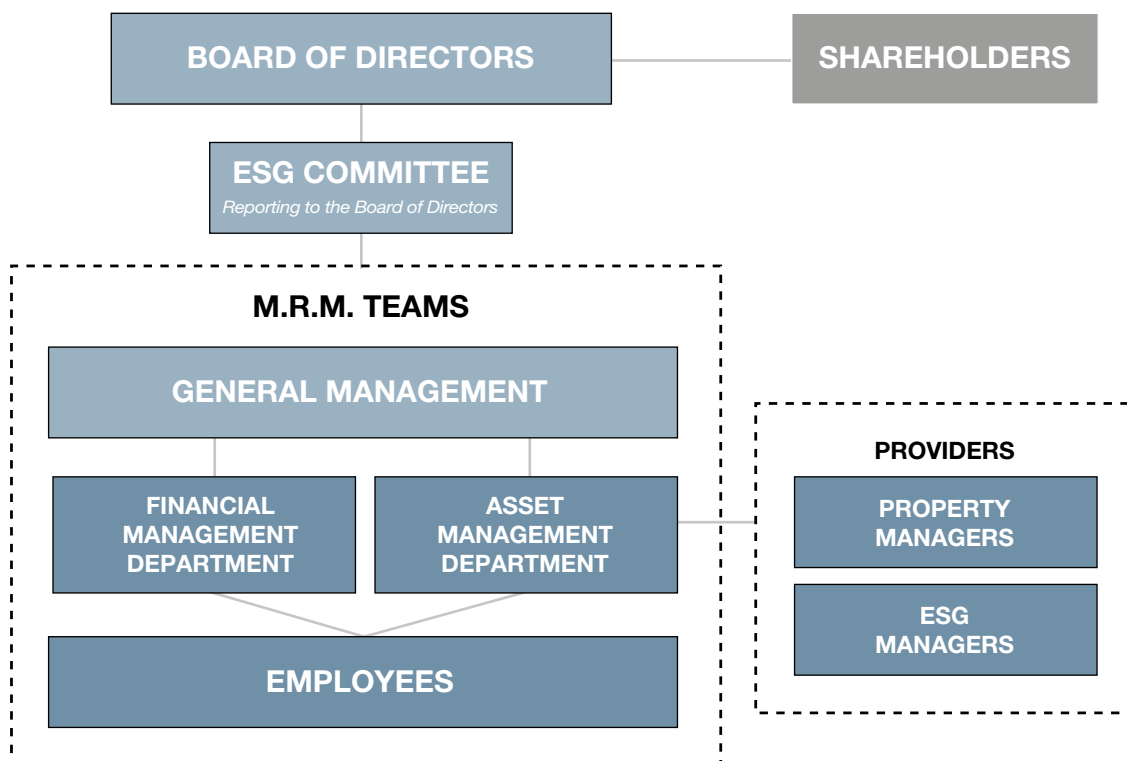 BOARD OF DIRECTORS
SHAREHOLDERS
ESG COMMITTEE
Reporting to the Board of Directors
M.R.M. TEAMS
GENERAL MANAGEMENT
FINANCIAL
MANAGEMENT
DEPARTMENT
ASSET
MANAGEMENT
DEPARTMENT
EMPLOYEES
PROVIDERS
PROPERTY
MANAGERS
ESG
MANAGERS